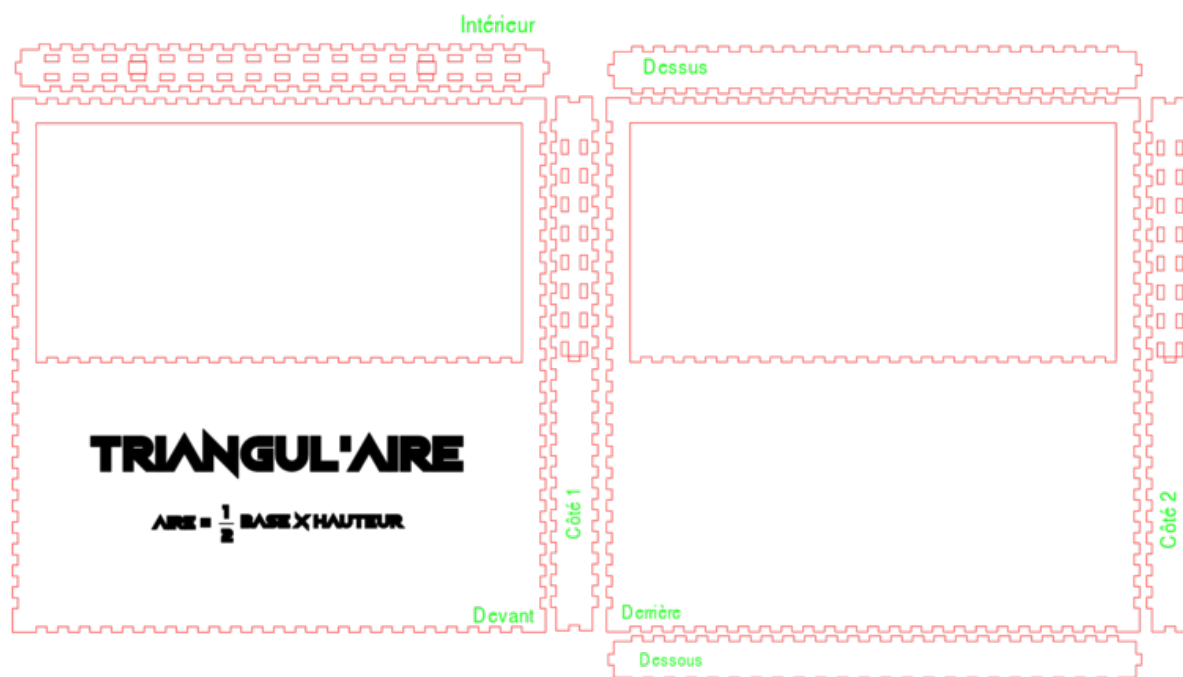 Intérieur
Dessus
TRIANGUL'AIRE
AIRE = 1/2 BASE X HAUTEUR
Côté 1
Côté 2
Devant
Derrière
Dessous